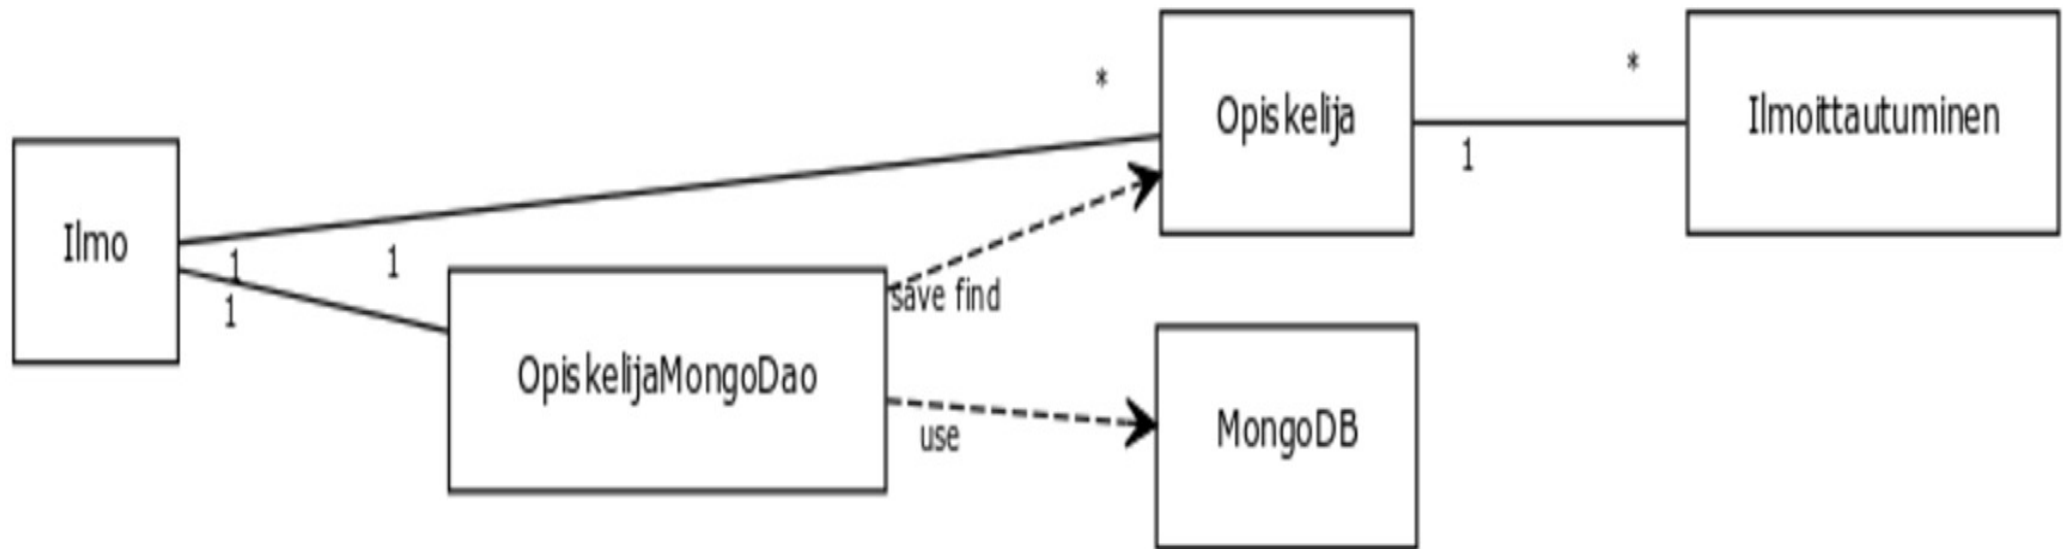 *
Opiskelija
*
Ilmoittautuminen
1
Ilmo
1
1
1
save find
OpiskelijaMongoDao
use
MongoDB